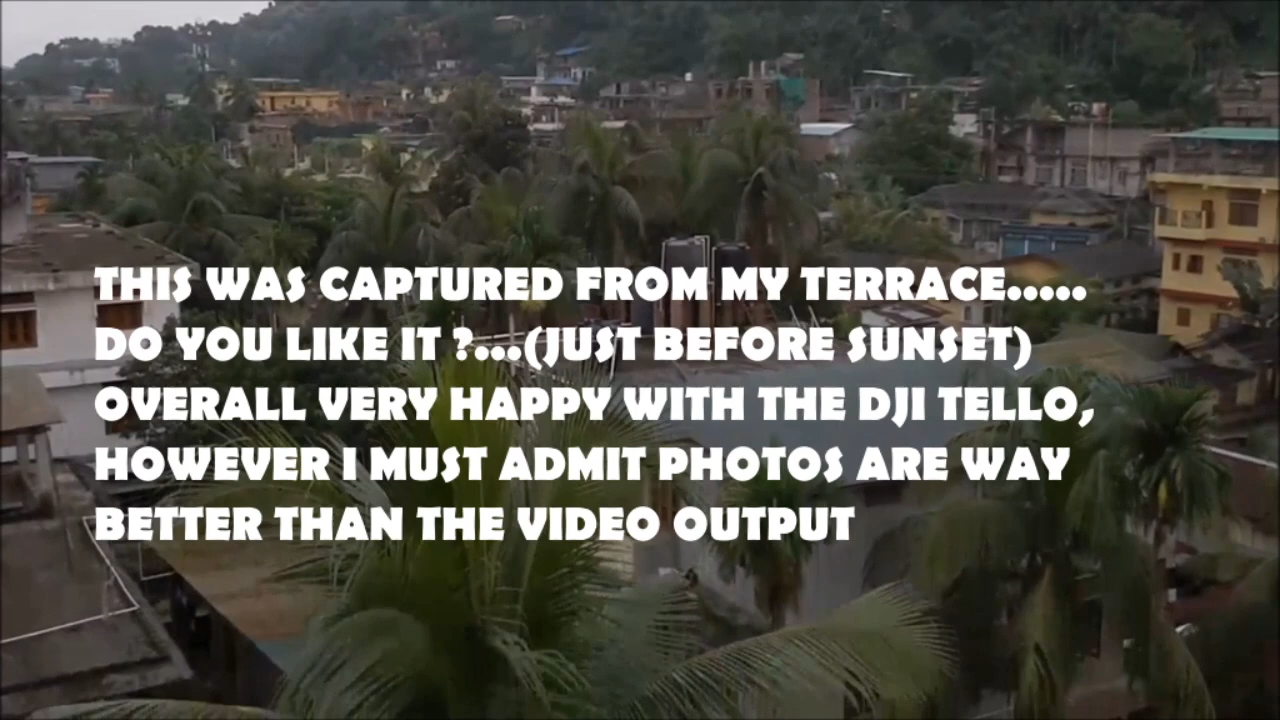 THIS WAS CAPTURED FROM MY TERRACE.....
DO YOU LIKE IT ?...(JUST BEFORE SUNSET)
OVERALL VERY HAPPY WITH THE DJI TELLO,
HOWEVER I MUST ADMIT PHOTOS ARE WAY
BETTER THAN THE VIDEO OUTPUT